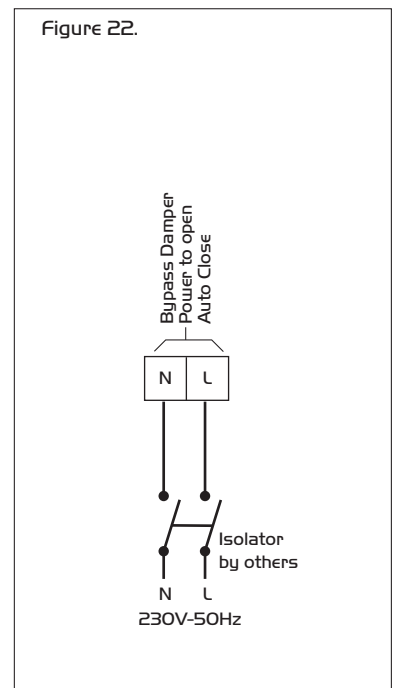 Figure 22.
Bypass Damper
Power to open
Auto Close
N L
Isolator
by others
N L
230V-50Hz